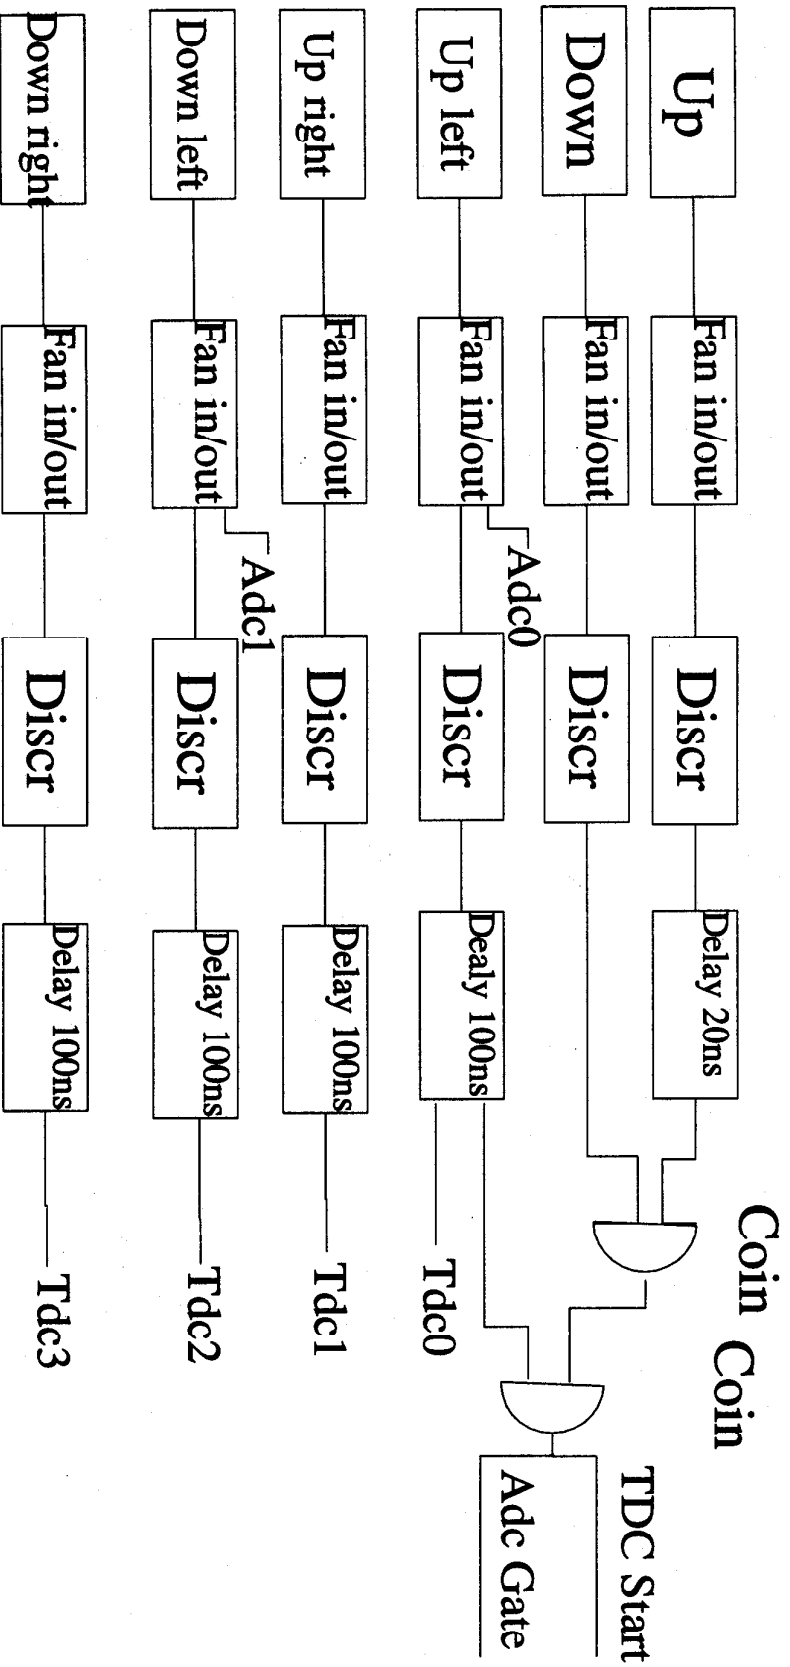 Up
Fan in/out
Discr
Delay 20ns
Coin
Coin
TDC Start
Adc Gate
Down
Fan in/out
Discr
Up left
Fan in/out
Adc0
Discr
Dealy 100ns
Tdc0
Up right
Fan in/out
Discr
Delay 100ns
Tdc1
Down left
Fan in/out
Adc1
Discr
Delay 100ns
Tdc2
Down right
Fan in/out
Discr
Delay 100ns
Tdc3